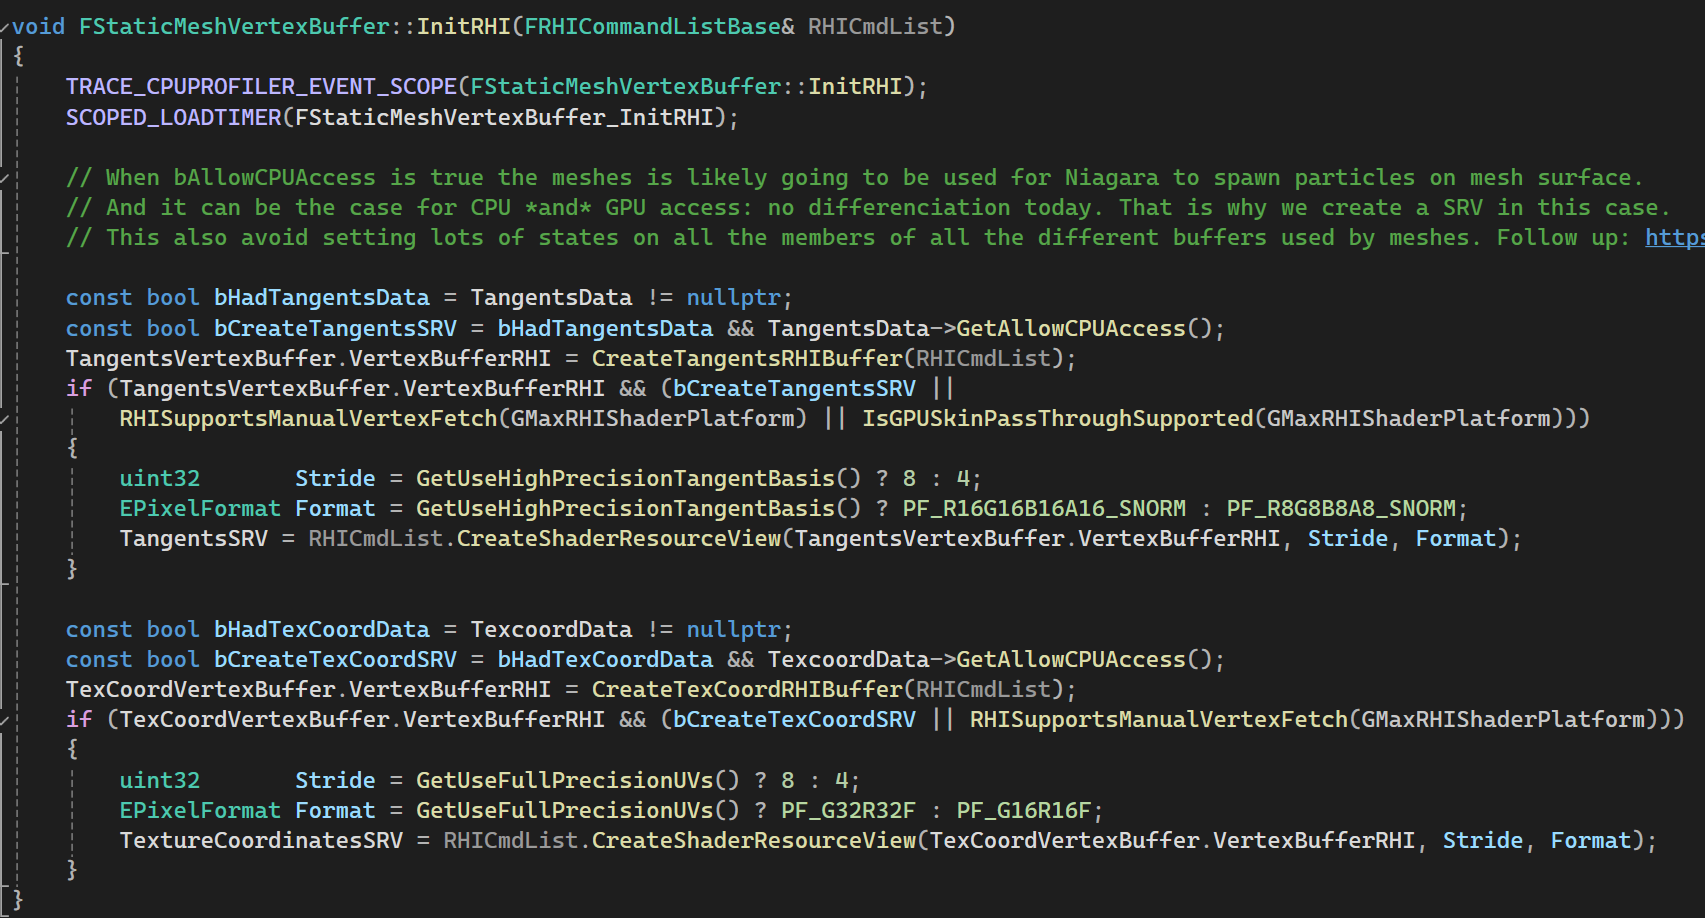 void FStaticMeshVertexBuffer::InitRHI(FRHICommandListBase& RHICmdList)
{
TRACE_CPUPROFILER_EVENT_SCOPE(FStaticMeshVertexBuffer::InitRHI);
SCOPED_LOADTIMER(FStaticMeshVertexBuffer_InitRHI);
// When bAllowCPUAccess is true the meshes is likely going to be used for Niagara to spawn particles on mesh surface.
// And it can be the case for CPU *and* GPU access: no differenciation today. That is why we create a SRV in this case.
// This also avoid setting lots of states on all the members of all the different buffers used by meshes. Follow up: https
const bool bHadTangentsData = TangentsData != nullptr;
const bool bCreateTangentsSRV = bHadTangentsData && TangentsData->GetAllowCPUAccess();
TangentsVertexBuffer.VertexBufferRHI = CreateTangentsRHIBuffer(RHICmdList);
if (TangentsVertexBuffer.VertexBufferRHI && (bCreateTangentsSRV ||
RHISupportsManualVertexFetch(GMaxRHIShaderPlatform) || IsGPUSkinPassThroughSupported(GMaxRHIShaderPlatform)))
{
uint32 Stride = GetUseHighPrecisionTangentBasis() ? 8 : 4;
EPixelFormat Format = GetUseHighPrecisionTangentBasis() ? PF_R16G16B16A16_SNORM : PF_R8G8B8A8_SNORM;
TangentsSRV = RHICmdList.CreateShaderResourceView(TangentsVertexBuffer.VertexBufferRHI, Stride, Format);
}
const bool bHadTexCoordData = TexcoordData != nullptr;
const bool bCreateTexCoordSRV = bHadTexCoordData && TexcoordData->GetAllowCPUAccess();
TexCoordVertexBuffer.VertexBufferRHI = CreateTexCoordRHIBuffer(RHICmdList);
if (TexCoordVertexBuffer.VertexBufferRHI && (bCreateTexCoordSRV || RHISupportsManualVertexFetch(GMaxRHIShaderPlatform)))
{
uint32 Stride = GetUseFullPrecisionUVs() ? 8 : 4;
EPixelFormat Format = GetUseFullPrecisionUVs() ? PF_G32R32F : PF_G16R16F;
TextureCoordinatesSRV = RHICmdList.CreateShaderResourceView(TexCoordVertexBuffer.VertexBufferRHI, Stride, Format);
}
}